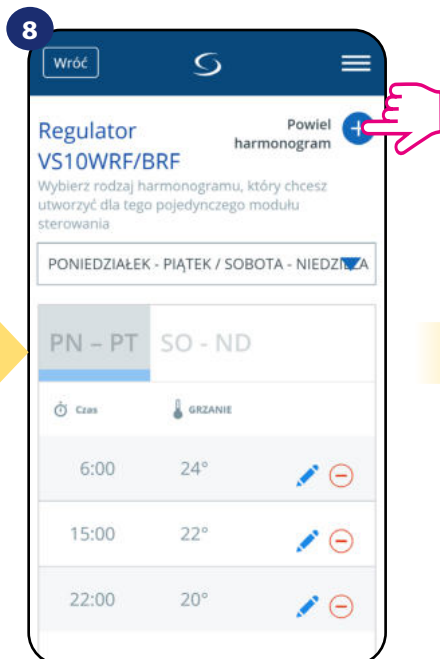 8
Wróć
Regulator
VS10WRF/BRF
Powiel
harmonogram
Wybierz rodzaj harmonogramu, który chcesz
utworzyć dla tego pojedynczego modułu
sterowania
PONIEDZIAŁEK - PIĄTEK / SOBOTA - NIEDZIELA
PN – PT SO - ND
Czas GRZANIE
6:00 24°
15:00 22°
22:00 20°